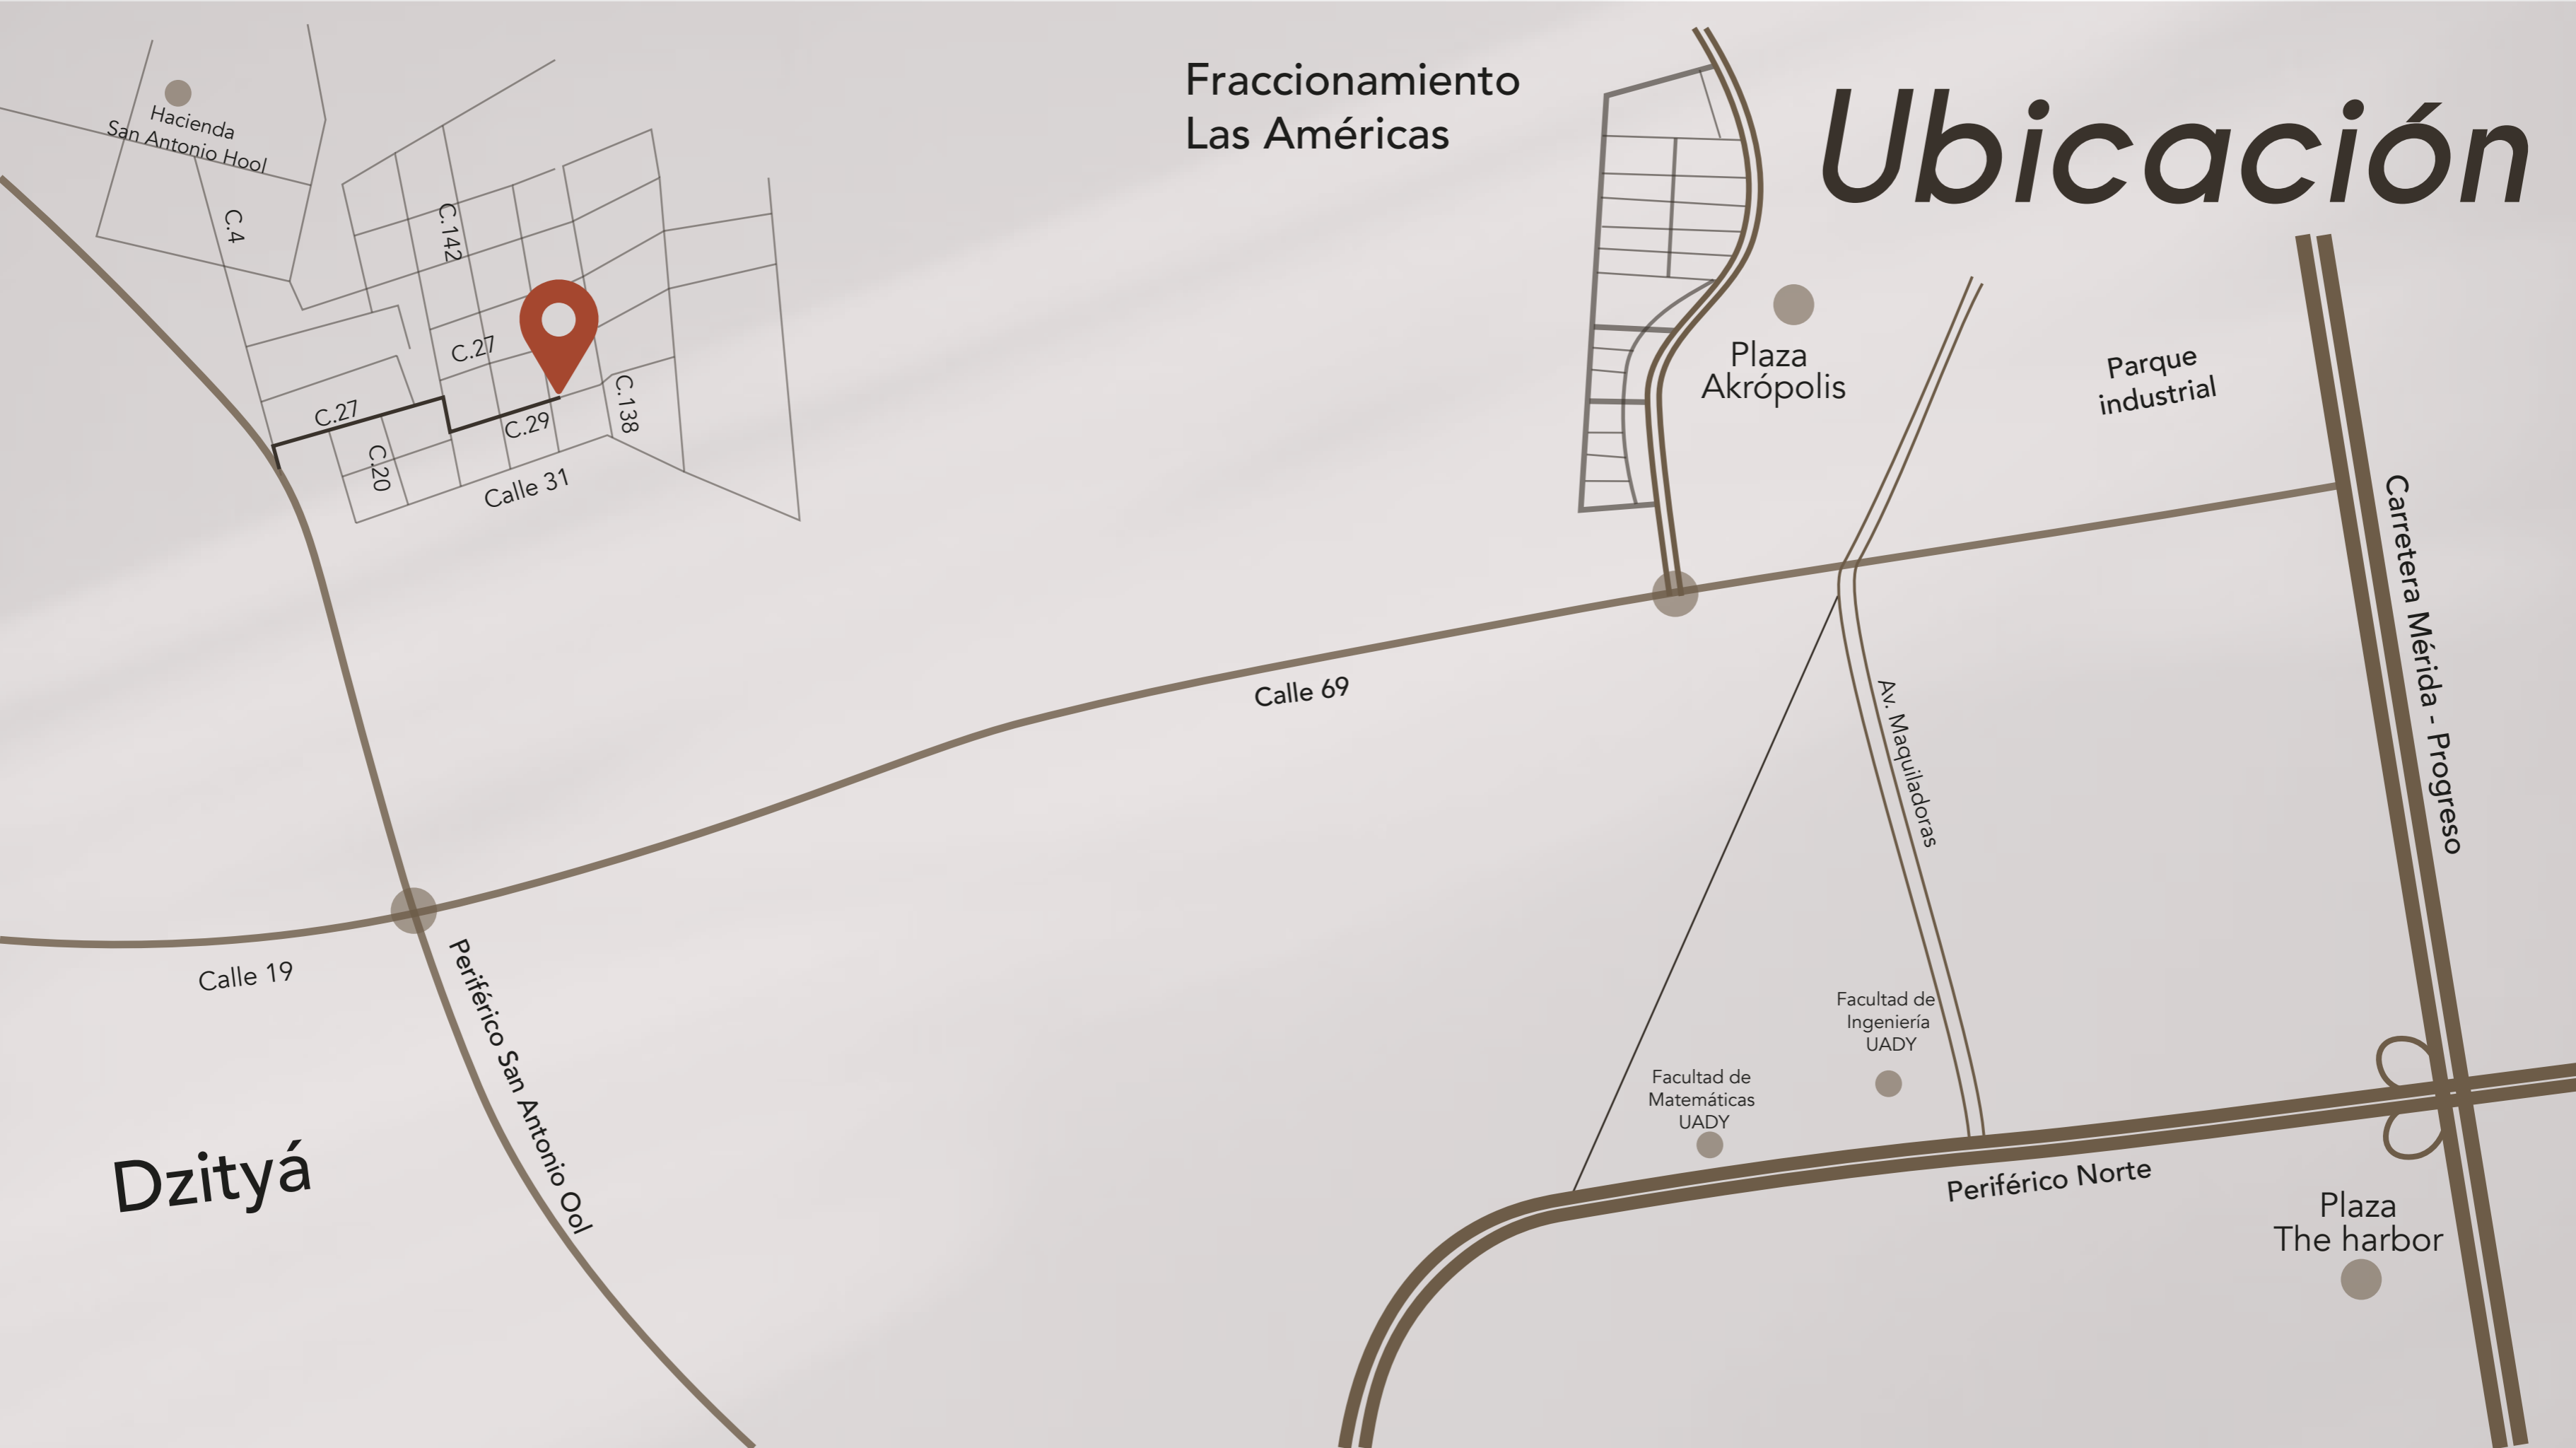 Ubicación
Fraccionamiento
Las Américas
Hacienda
San Antonio Hool
C.4
C.142
C.27
C.27
C.29
C.138
C.20
Calle 31
Plaza
Akrópolis
Parque
industrial
Carretera Mérida - Progreso
Calle 69
Av. Maquiladoras
Calle 19
Periférico San Antonio Ool
Dzityá
Facultad de
Ingeniería
UADY
Facultad de
Matemáticas
UADY
Periférico Norte
Plaza
The harbor